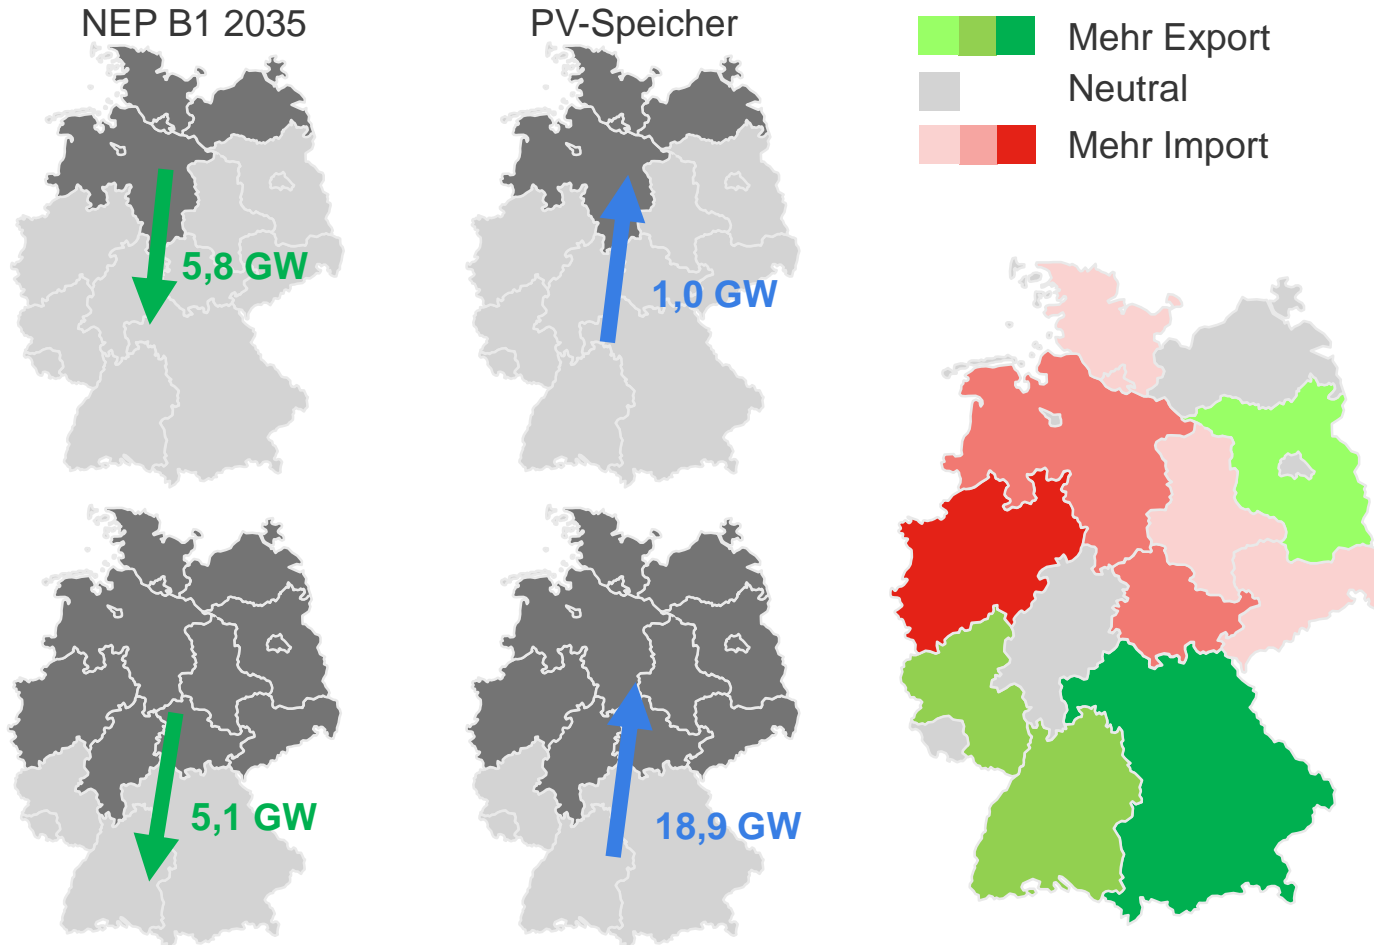 NEP B1 2035
PV-Speicher
Mehr Export
Neutral
Mehr Import
5,8 GW
1,0 GW
5,1 GW
18,9 GW